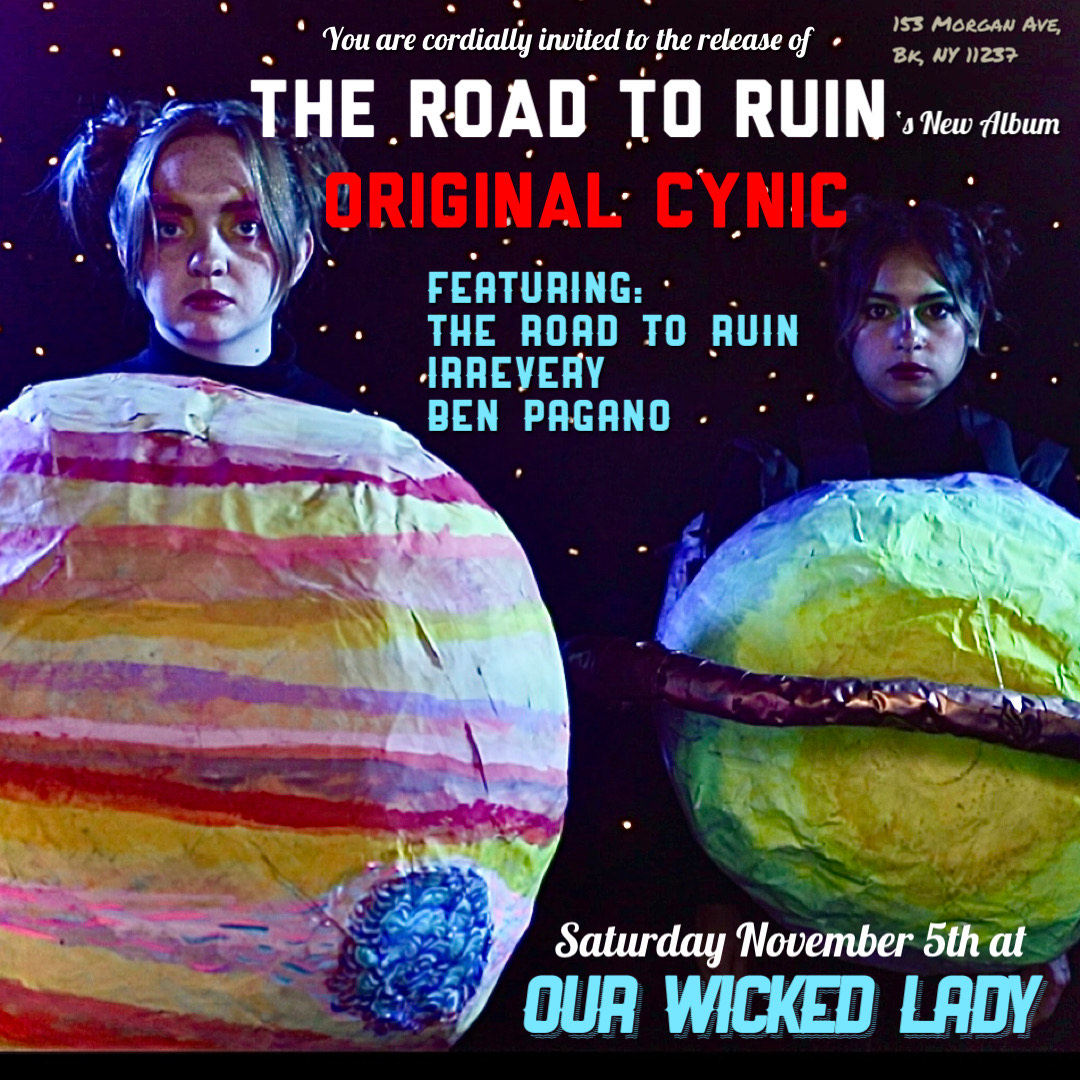 You are cordially invited to the release of
153 Morgan Ave,
Bk, NY 11237
THE ROAD TO RUIN 's New Album
ORIGINAL CYNIC
FEATURING:
THE ROAD TO RUIN
IRREVERY
BEN PAGANO
Saturday November 5th at
OUR WICKED LADY